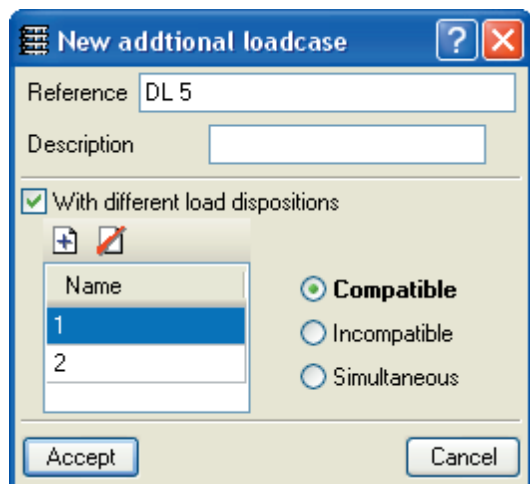 New addtional loadcase
Reference DL 5
Description
With different load dispositions
Name
1
2
Compatible
Incompatible
Simultaneous
Accept Cancel